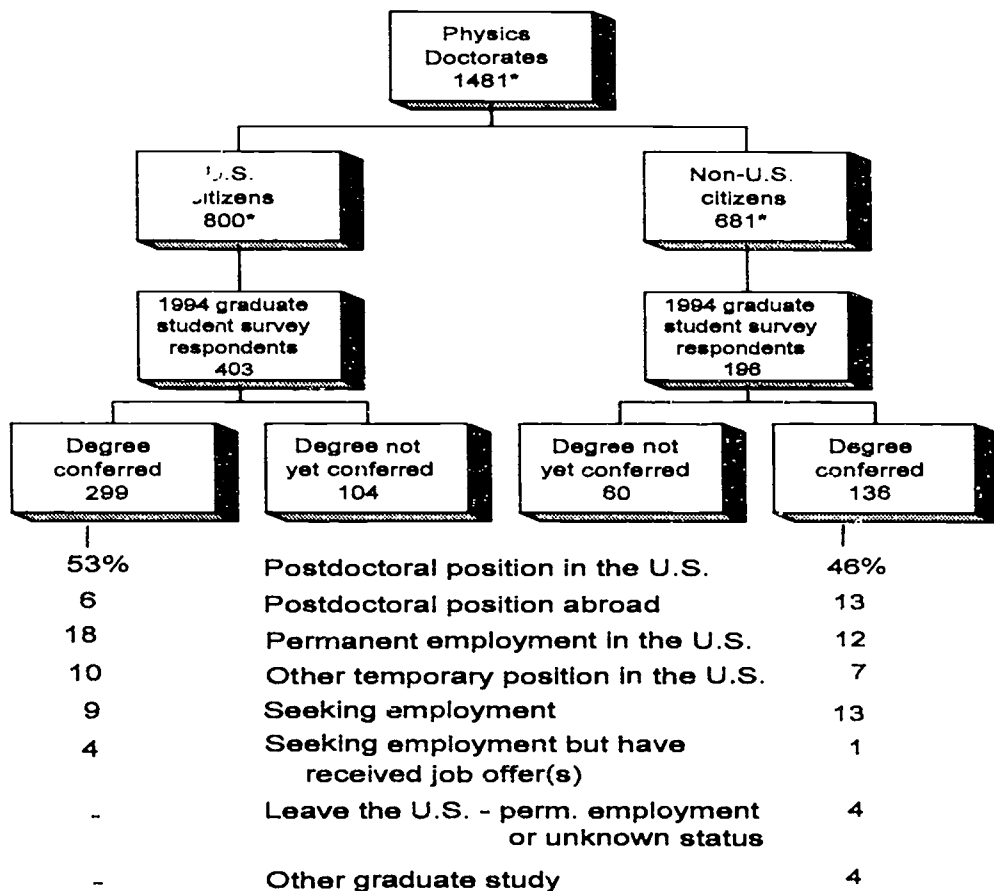 Physics
Doctorates
1481*
U.S.
citizens
800*
Non-U.S.
citizens
681*
1994 graduate
student survey
respondents
403
1994 graduate
student survey
respondents
196
Degree
conferred
299
Degree not
yet conferred
104
Degree not
yet conferred
60
Degree
conferred
136
53% Postdoctoral position in the U.S. 46%
6 Postdoctoral position abroad 13
18 Permanent employment in the U.S. 12
10 Other temporary position in the U.S. 7
9 Seeking employment 13
4 Seeking employment but have 1
received job offer(s)
- Leave the U.S. - perm. employment 4
or unknown status
- Other graduate study 4